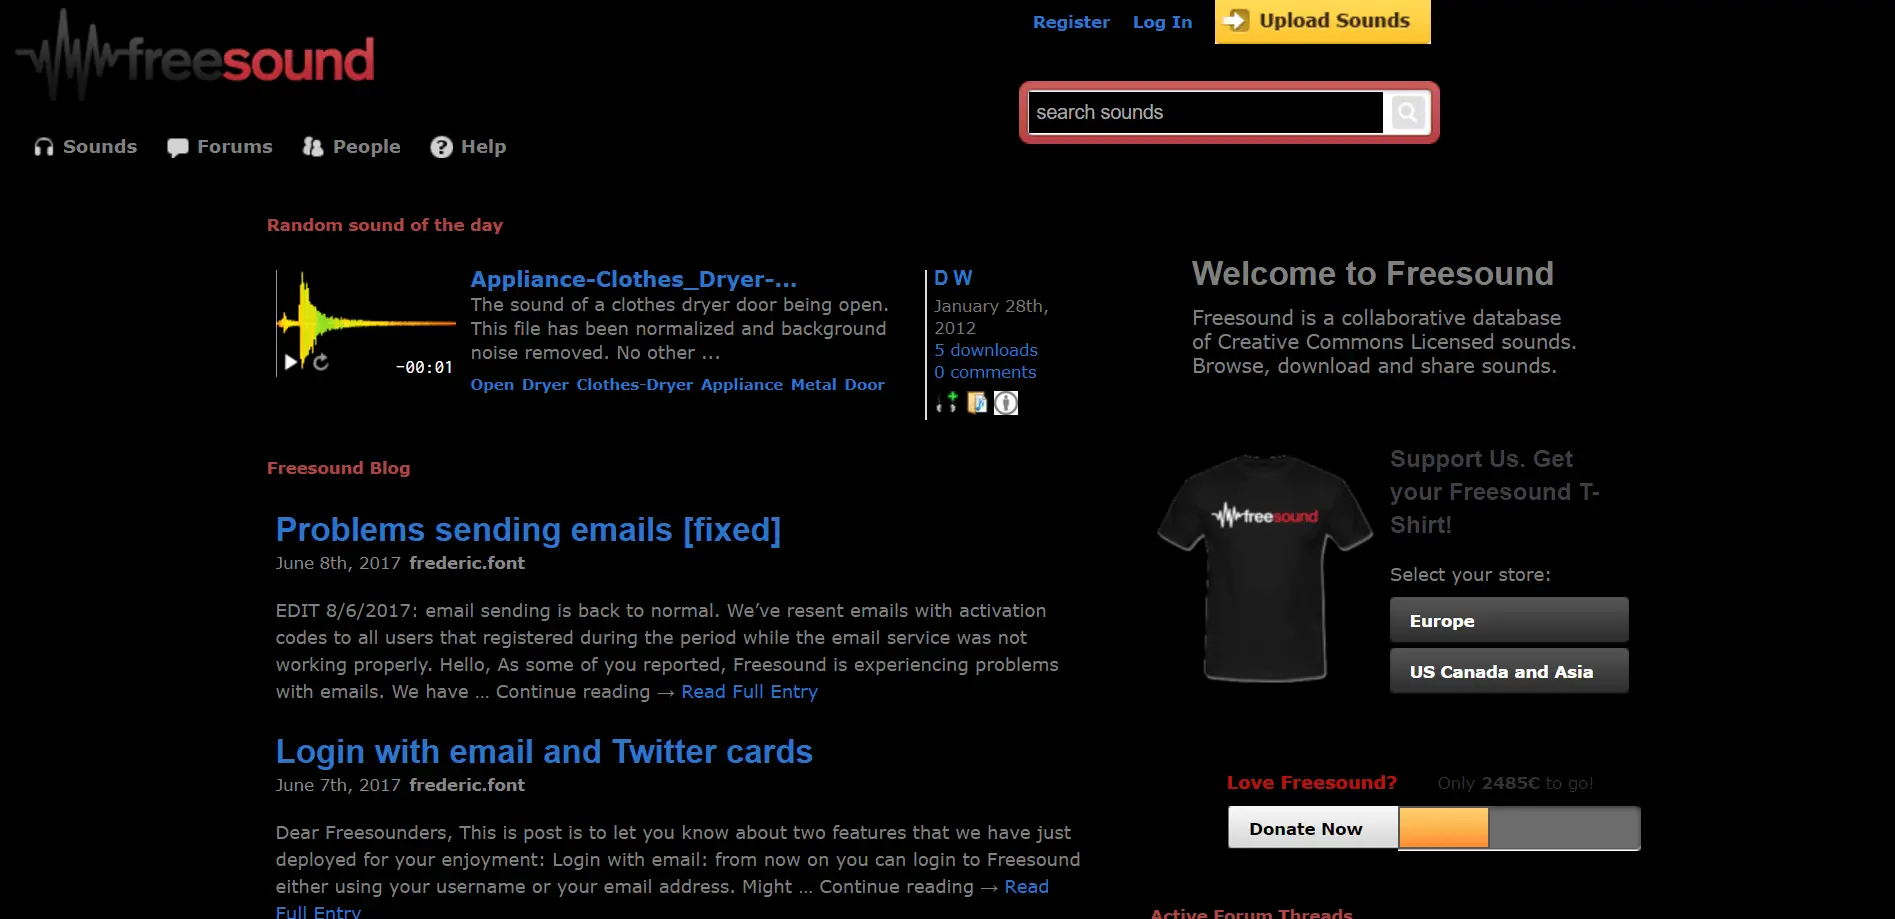 freesound
Register Log In Upload Sounds
search sounds
Sounds Forums People Help
Random sound of the day
Appliance-Clothes_Dryer-...
The sound of a clothes dryer door being open.
This file has been normalized and background
noise removed. No other ...
Open Dryer Clothes-Dryer Appliance Metal Door
-00:01
D W
January 28th,
2012
5 downloads
0 comments
Welcome to Freesound
Freesound is a collaborative database
of Creative Commons Licensed sounds.
Browse, download and share sounds.
Freesound Blog
Problems sending emails [fixed]
June 8th, 2017 frederic.font
EDIT 8/6/2017: email sending is back to normal. We’ve resent emails with activation
codes to all users that registered during the period while the email service was not
working properly. Hello, As some of you reported, Freesound is experiencing problems
with emails. We have … Continue reading → Read Full Entry
Login with email and Twitter cards
June 7th, 2017 frederic.font
Dear Freesounders, This is post is to let you know about two features that we have just
deployed for your enjoyment: Login with email: from now on you can login to Freesound
either using your username or your email address. Might … Continue reading → Read
Full Entry
freesound
Support Us. Get
your Freesound T-
Shirt!
Select your store:
Europe
US Canada and Asia
Love Freesound? Only 2485€ to go!
Donate Now
Active Forum Threads